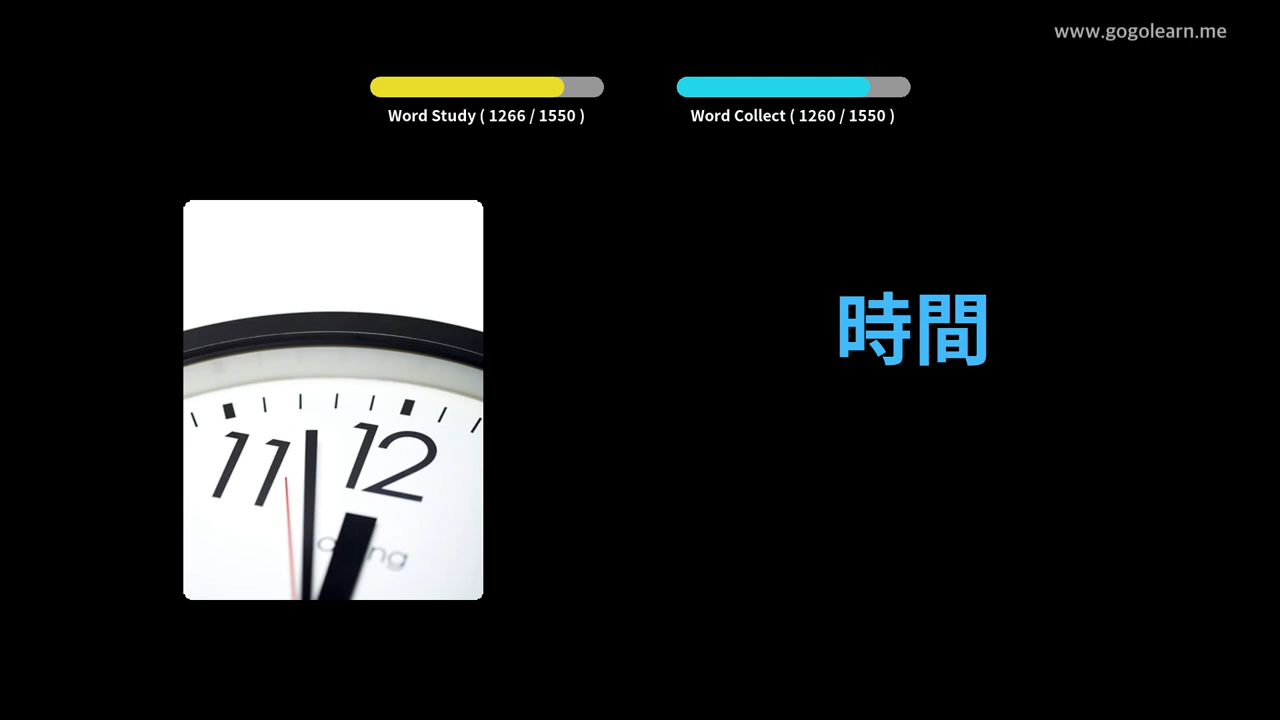 www.gogolearn.me
Word Study ( 1266 / 1550 )
Word Collect ( 1260 / 1550 )
時間
11
12